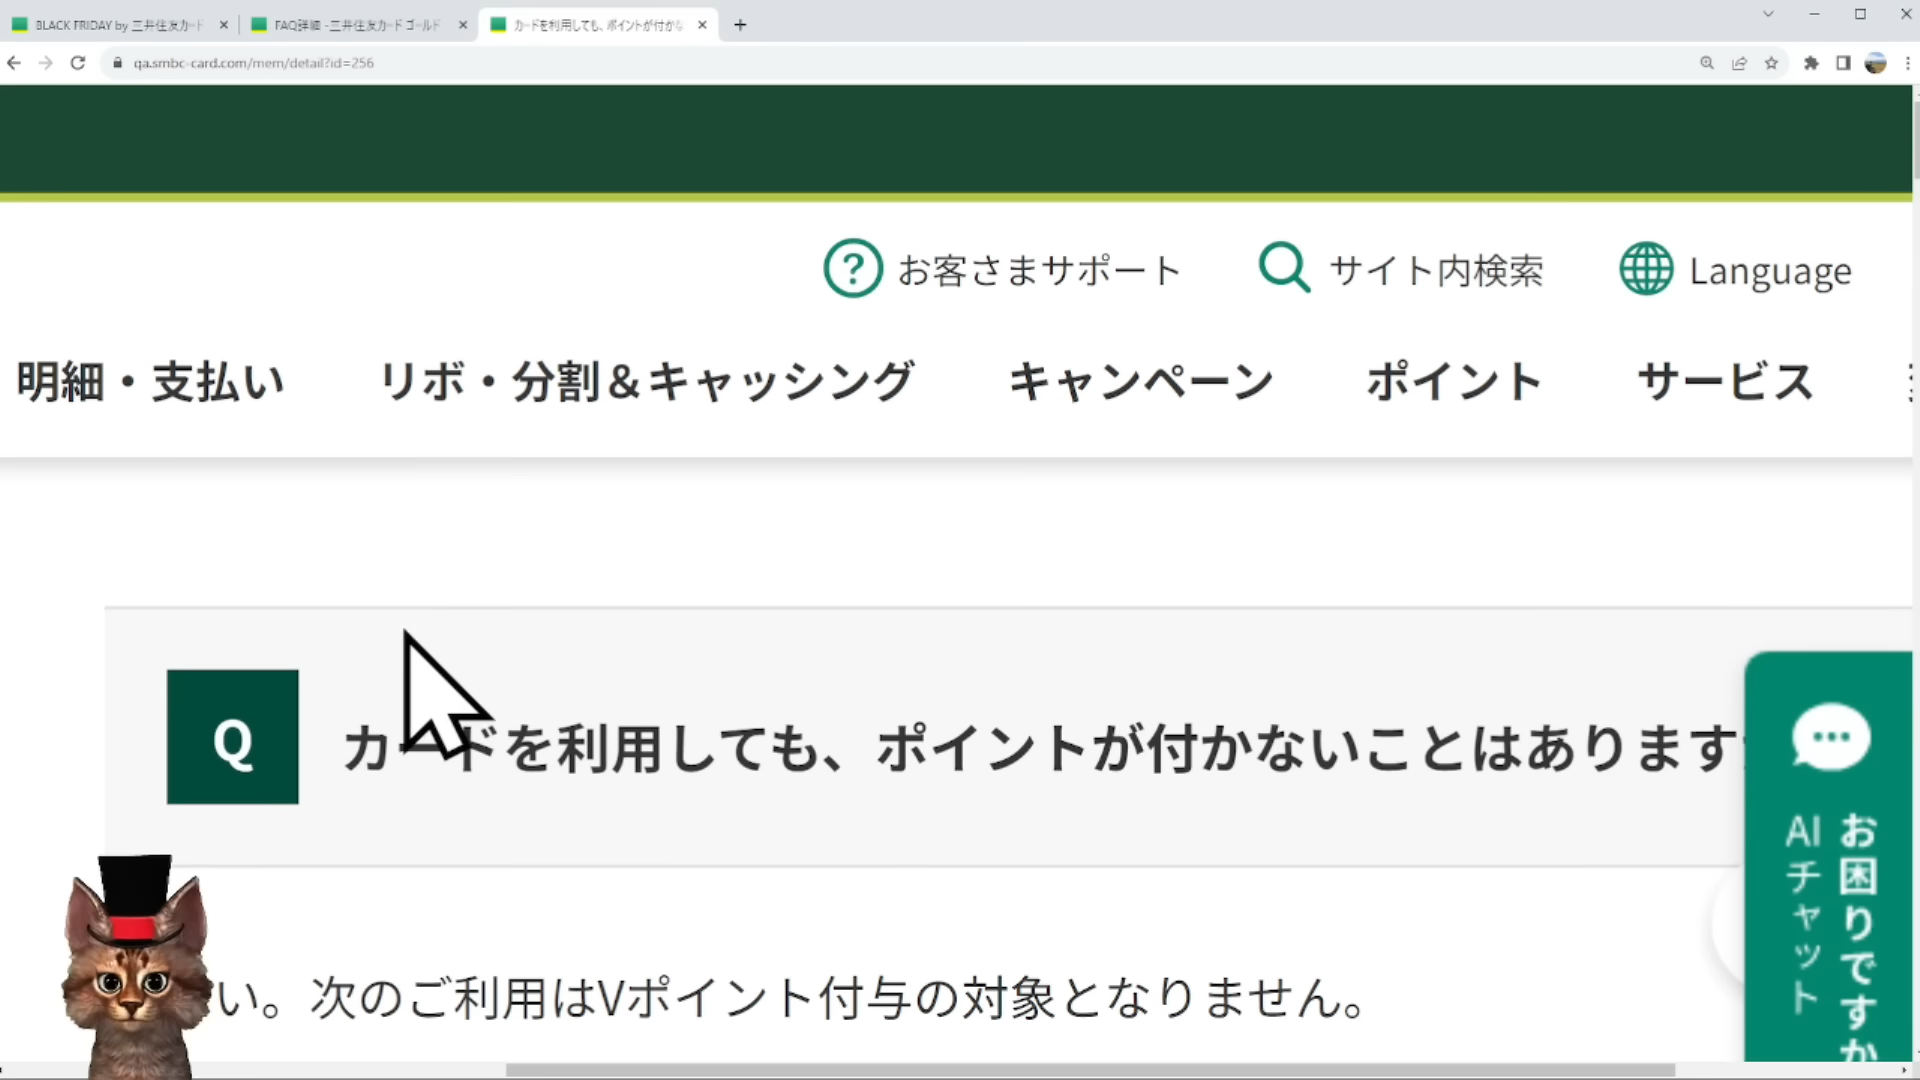 BLACK FRIDAY by 三井住友カード
FAQ詳細 -三井住友カード ゴールド
カードを利用しても、ポイントが付かな
qa.smbc-card.com/mem/detail?id=256
お客さまサポート
サイト内検索
Language
明細・支払い
リボ・分割&キャッシング
キャンペーン
ポイント
サービス
Q
カードを利用しても、ポイントが付かないことはあります
お困りですか
AIチャット
い。次のご利用はVポイント付与の対象となりません。